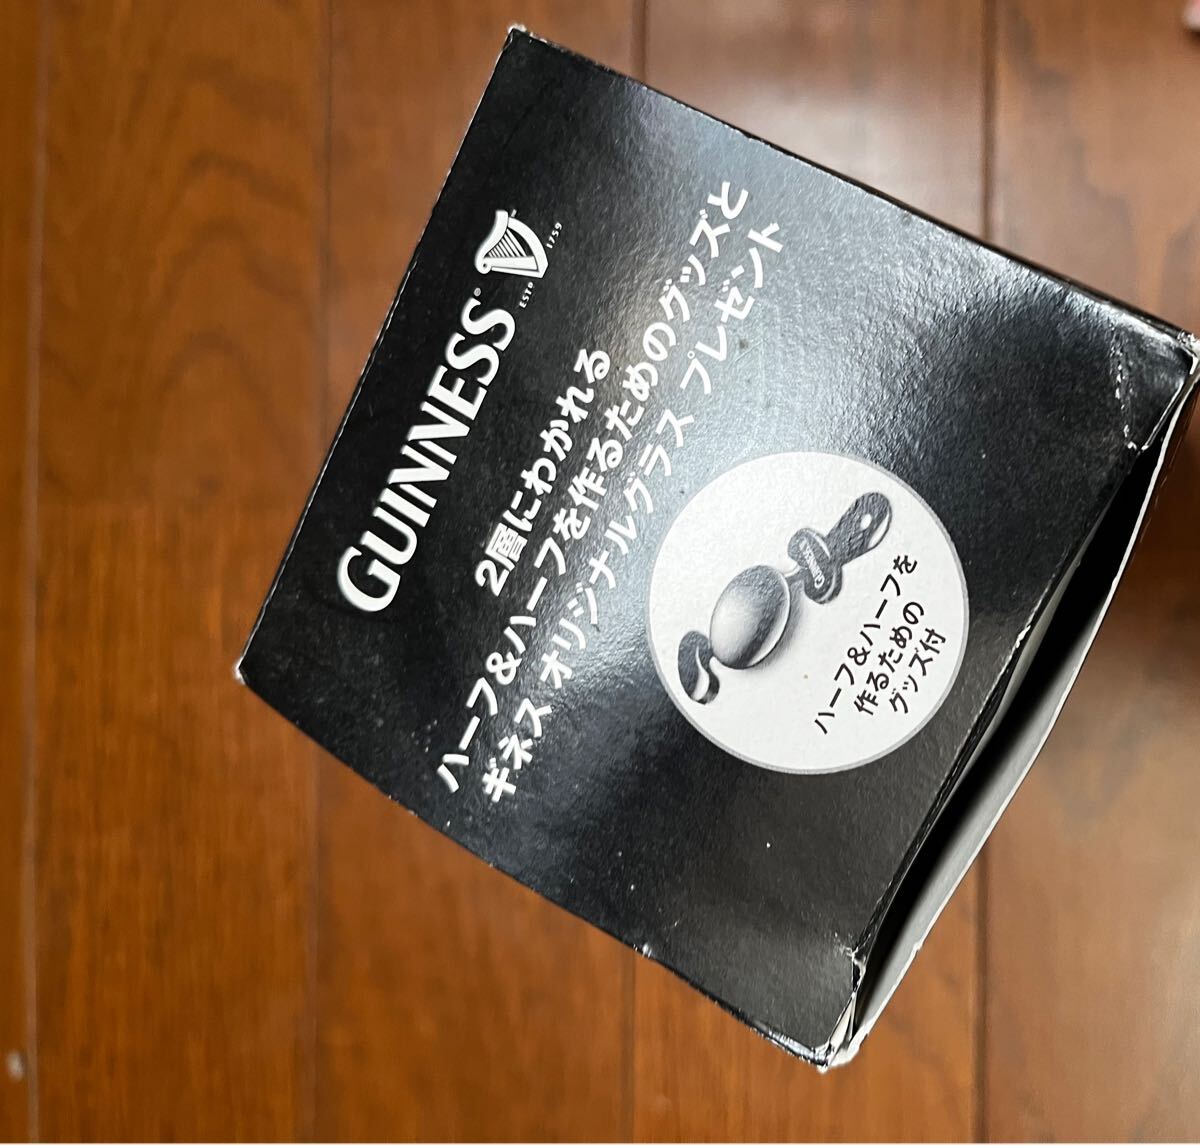 GUINNESS®
ESTD 1759
2層にわかれる
ハーフ&ハーフを作るためのグッズと
ギネス オリジナルグラス プレゼント
GUINNESS
ハーフ&ハーフを
作るための
グッズ付